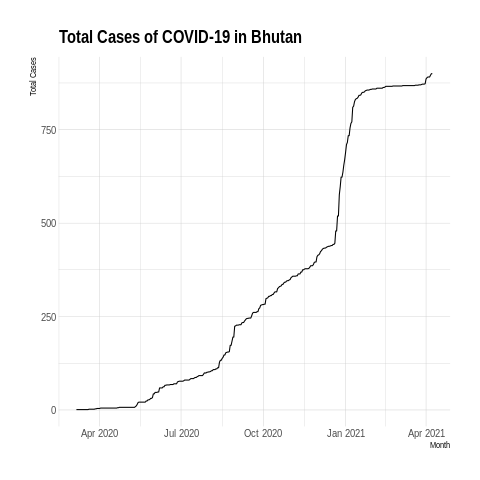 Total Cases of COVID-19 in Bhutan
Total Cases
750
500
250
0
Apr 2020 Jul 2020 Oct 2020 Jan 2021 Apr 2021
Month